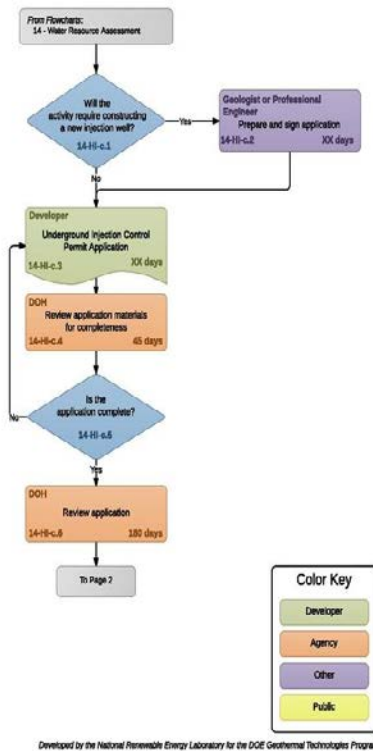 From Flowcharts:
14 - Water Resource Assessment
Will the
activity require constructing
a new injection well?
14-HI-c.1
Yes
Geologist or Professional
Engineer
Prepare and sign application
14-HI-c.2 XX days
No
Developer
Underground Injection Control
Permit Application
14-HI-c.3 XX days
DOH
Review application materials
for completeness
14-HI-c.4 45 days
Is the
application complete?
14-HI-c.5
No
Yes
DOH
Review application
14-HI-c.6 180 days
To Page 2
Color Key
Developer
Agency
Other
Public
Developed by the National Renewable Energy Laboratory for the DOE Geothermal Technologies